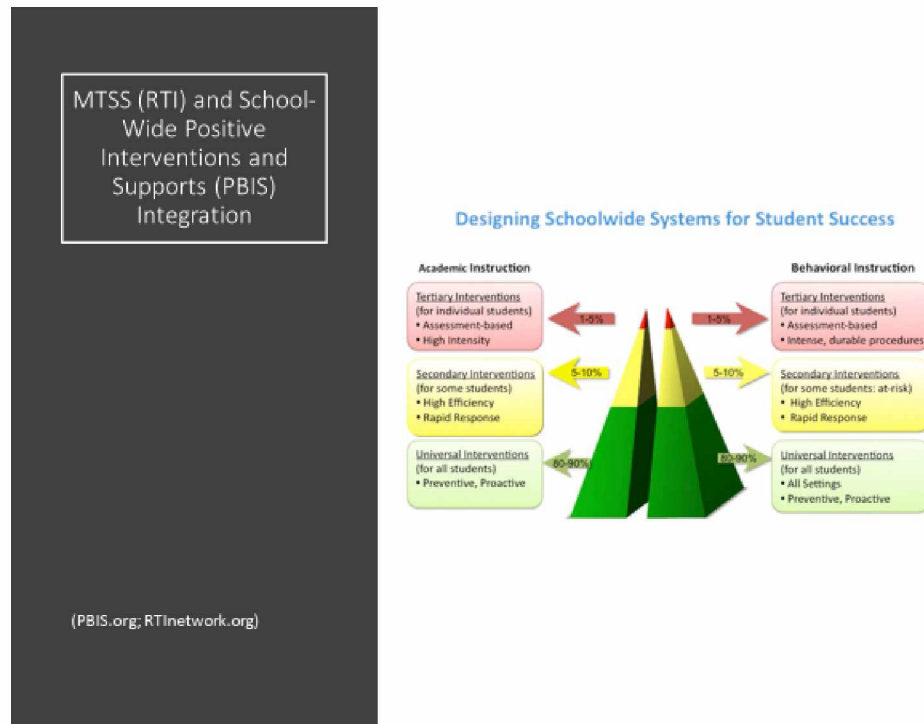 MTSS (RTI) and School-
Wide Positive
Interventions and
Supports (PBIS)
Integration
(PBIS.org; RTInetwork.org)
Designing Schoolwide Systems for Student Success
Academic Instruction
Tertiary Interventions
(for individual students)
• Assessment-based
• High Intensity
1-5%
Secondary Interventions
(for some students)
• High Efficiency
• Rapid Response
5-10%
Universal Interventions
(for all students)
• Preventive, Proactive
80-90%
Behavioral Instruction
1-5%
Tertiary Interventions
(for individual students)
• Assessment-based
• Intense, durable procedures
5-10%
Secondary Interventions
(for some students: at-risk)
• High Efficiency
• Rapid Response
80-90%
Universal Interventions
(for all students)
• All Settings
• Preventive, Proactive